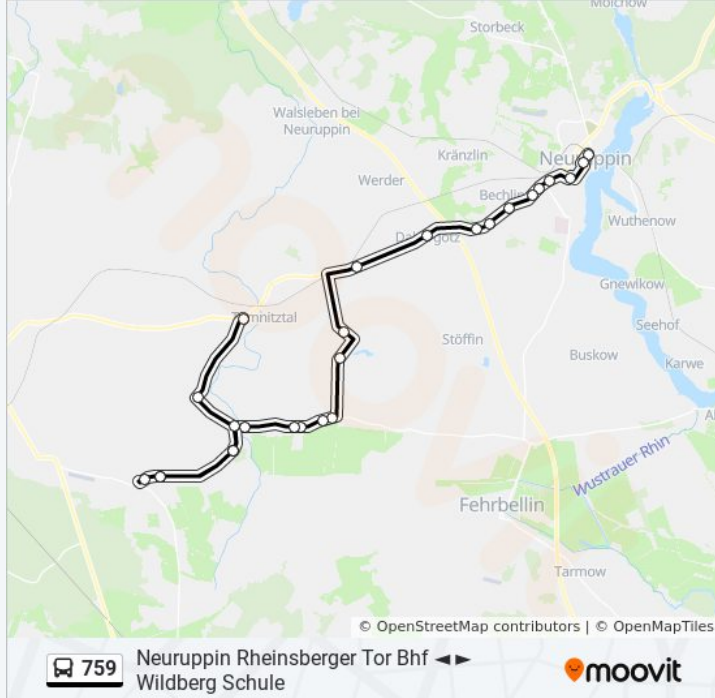 Molchow
Storbeck
Walsleben bei
Neuruppin
Kränzlin
Neuruppin
Werder
Bechlin
Wuthenow
Dabergotz
Gnewikow
Temnitztal
Seehof
Stöffin
Buskow
Karwe
Wustrauer Rhin
Fehrbellin
Tarmow
© OpenStreetMap contributors | © OpenMapTiles
759
Neuruppin Rheinsberger Tor Bhf ◄ ►
Wildberg Schule
moovit